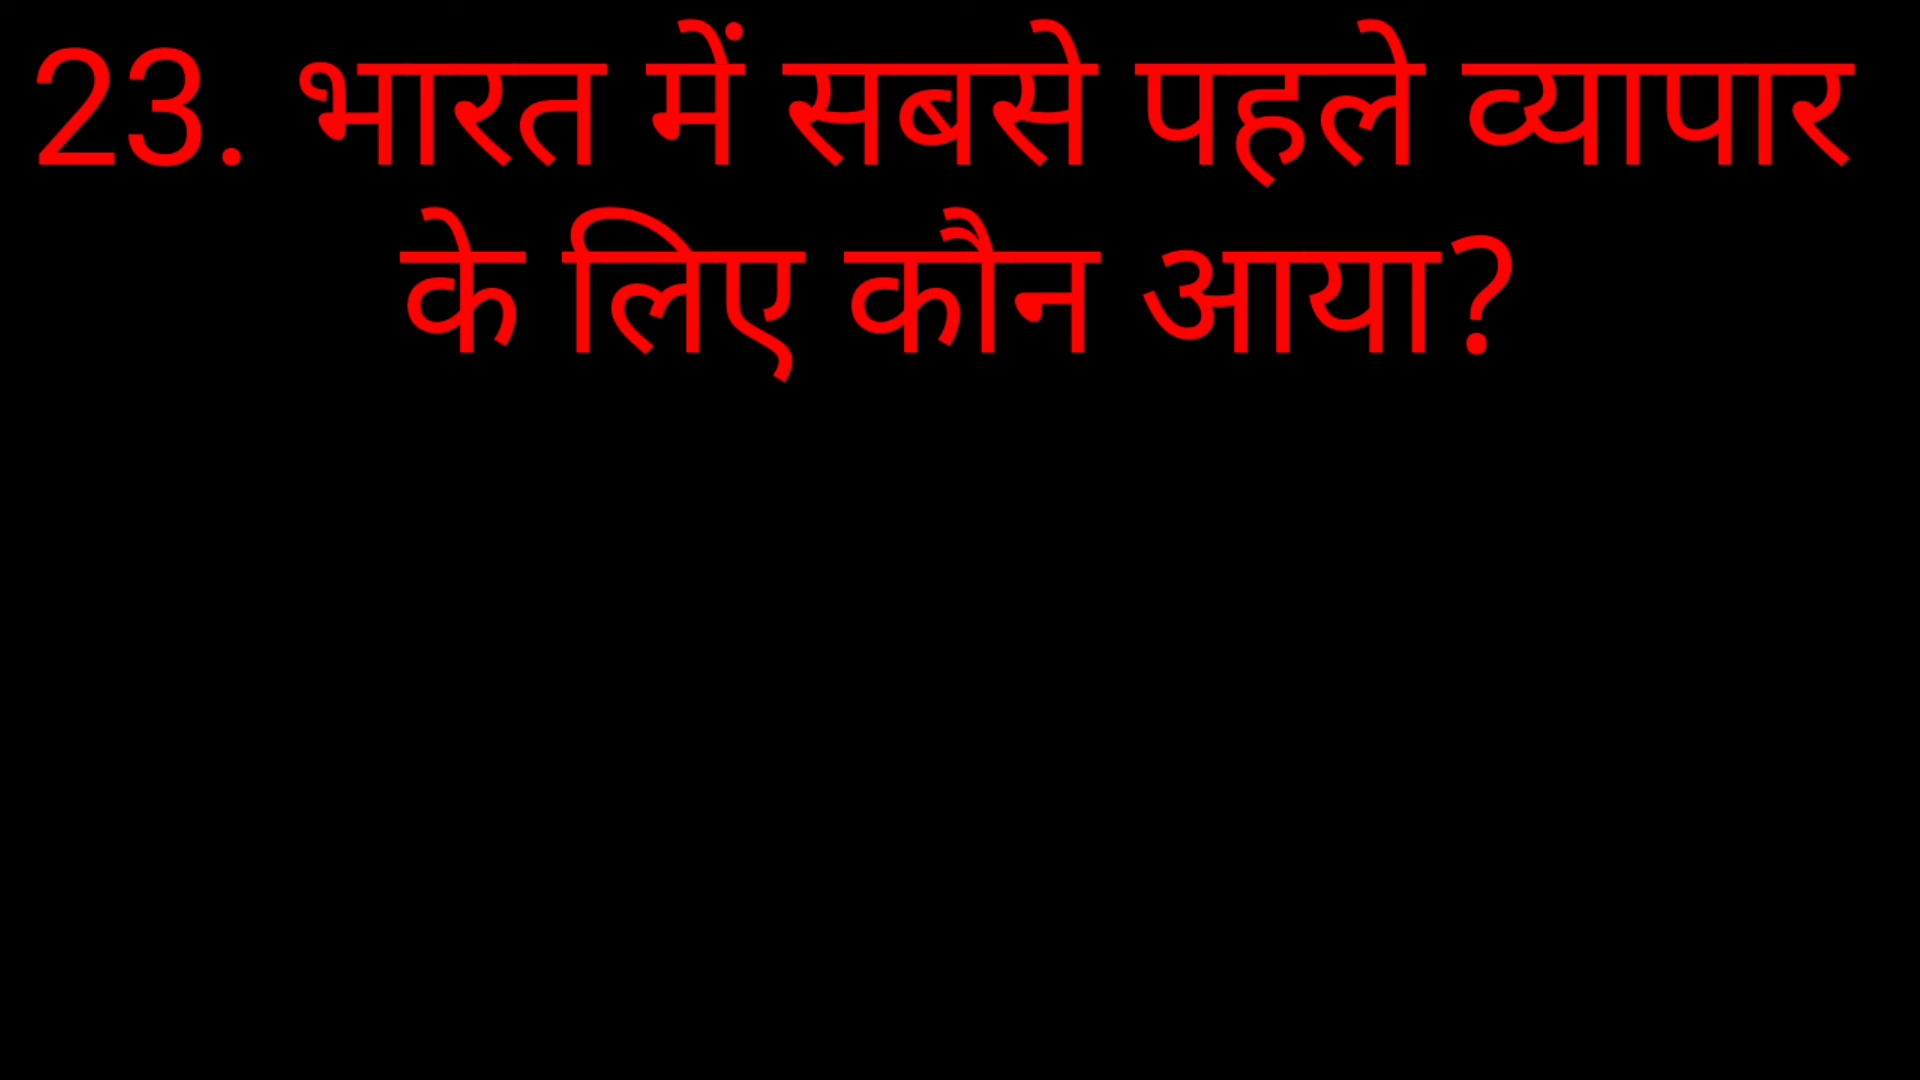 23. भारत में सबसे पहले व्यापार
के लिए कौन आया?